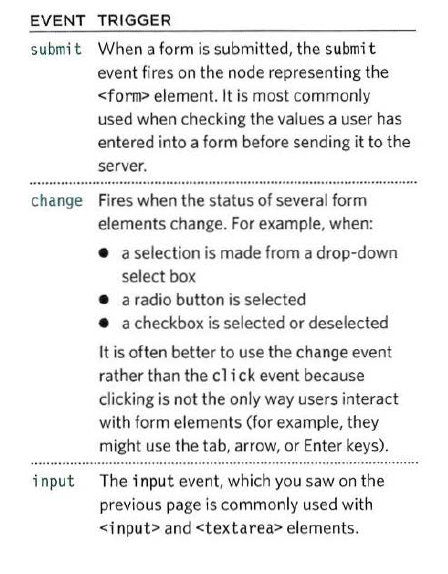 EVENT TRIGGER
submit When a form is submitted, the submit
event fires on the node representing the
<form> element. It is most commonly
used when checking the values a user has
entered into a form before sending it to the
server.
change Fires when the status of several form
elements change. For example, when:
● a selection is made from a drop-down
select box
● a radio button is selected
● a checkbox is selected or deselected
It is often better to use the change event
rather than the click event because
clicking is not the only way users interact
with form elements (for example, they
might use the tab, arrow, or Enter keys).
input The input event, which you saw on the
previous page is commonly used with
<input> and <textarea> elements.